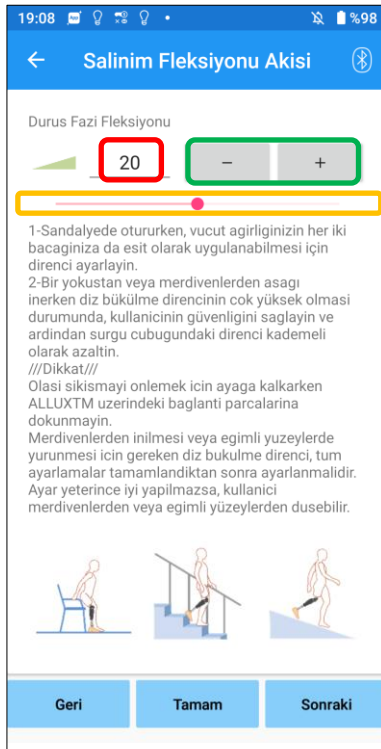 19:08 %98
Salinim Fleksiyonu Akisi
Durus Fazi Fleksiyonu
20 − +
1-Sandalyede otururken, vucut agirliginizin her iki
bacaginiza da esit olarak uygulanabilmesi için
direnci ayarlayin.
2-Bir yokustan veya merdivenlerden asagı
inerken diz bükülme direncinin cok yüksek olmasi
durumunda, kullanicinin güvenligini saglayin ve
ardindan surgu cubugundaki direnci kademeli
olarak azaltin.
///Dikkat///
Olasi sikismayi onlemek icin ayaga kalkarken
ALLUXTM uzerindeki baglanti parcalarina
dokunmayin.
Merdivenlerden inilmesi veya egimli yuzeylerde
yurunmesi icin gereken diz bukulme direnci, tum
ayarlamalar tamamlandiktan sonra ayarlanmalidir.
Ayar yeterince iyi yapilmazsa, kullanici
merdivenlerden veya egimli yüzeylerden dusebilir.
Geri Tamam Sonraki